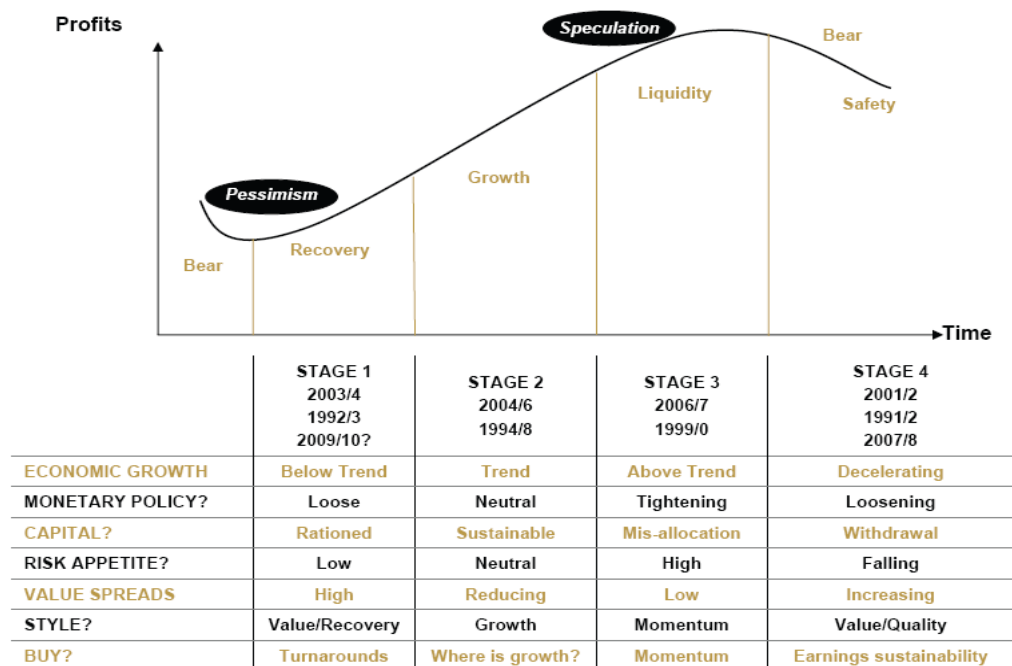 Profits
Speculation
Bear
Liquidity
Safety
Growth
Pessimism
Recovery
Bear
Time
STAGE 1
2003/4
1992/3
2009/10?
STAGE 2
2004/6
1994/8
STAGE 3
2006/7
1999/0
STAGE 4
2001/2
1991/2
2007/8
ECONOMIC GROWTH Below Trend Trend Above Trend Decelerating
MONETARY POLICY? Loose Neutral Tightening Loosening
CAPITAL? Rationed Sustainable Mis-allocation Withdrawal
RISK APPETITE? Low Neutral High Falling
VALUE SPREADS High Reducing Low Increasing
STYLE? Value/Recovery Growth Momentum Value/Quality
BUY? Turnarounds Where is growth? Momentum Earnings sustainability